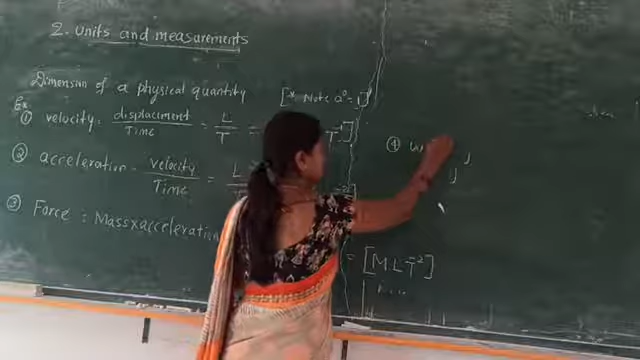 2. Units and measurements
Dimension of a physical quantity
[* Note a⁰ = 1]
Ex.
① velocity = displacement / Time = L / T =
② acceleration = velocity / Time = L /
③ Force = Mass x acceleration
= [M L T⁻²]
④